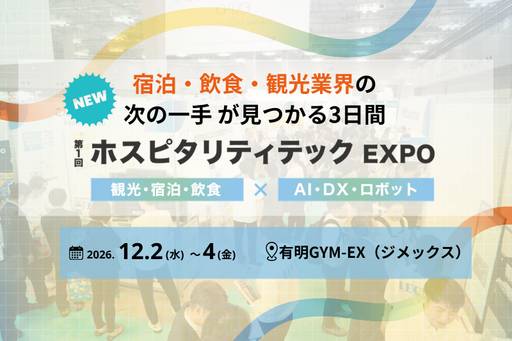 NEW
宿泊・飲食・観光業界の
次の一手 が見つかる3日間
第1回 ホスピタリティテック EXPO
観光・宿泊・飲食 × AI・DX・ロボット
2026. 12.2(水) ～4(金) 有明GYM-EX（ジメックス）